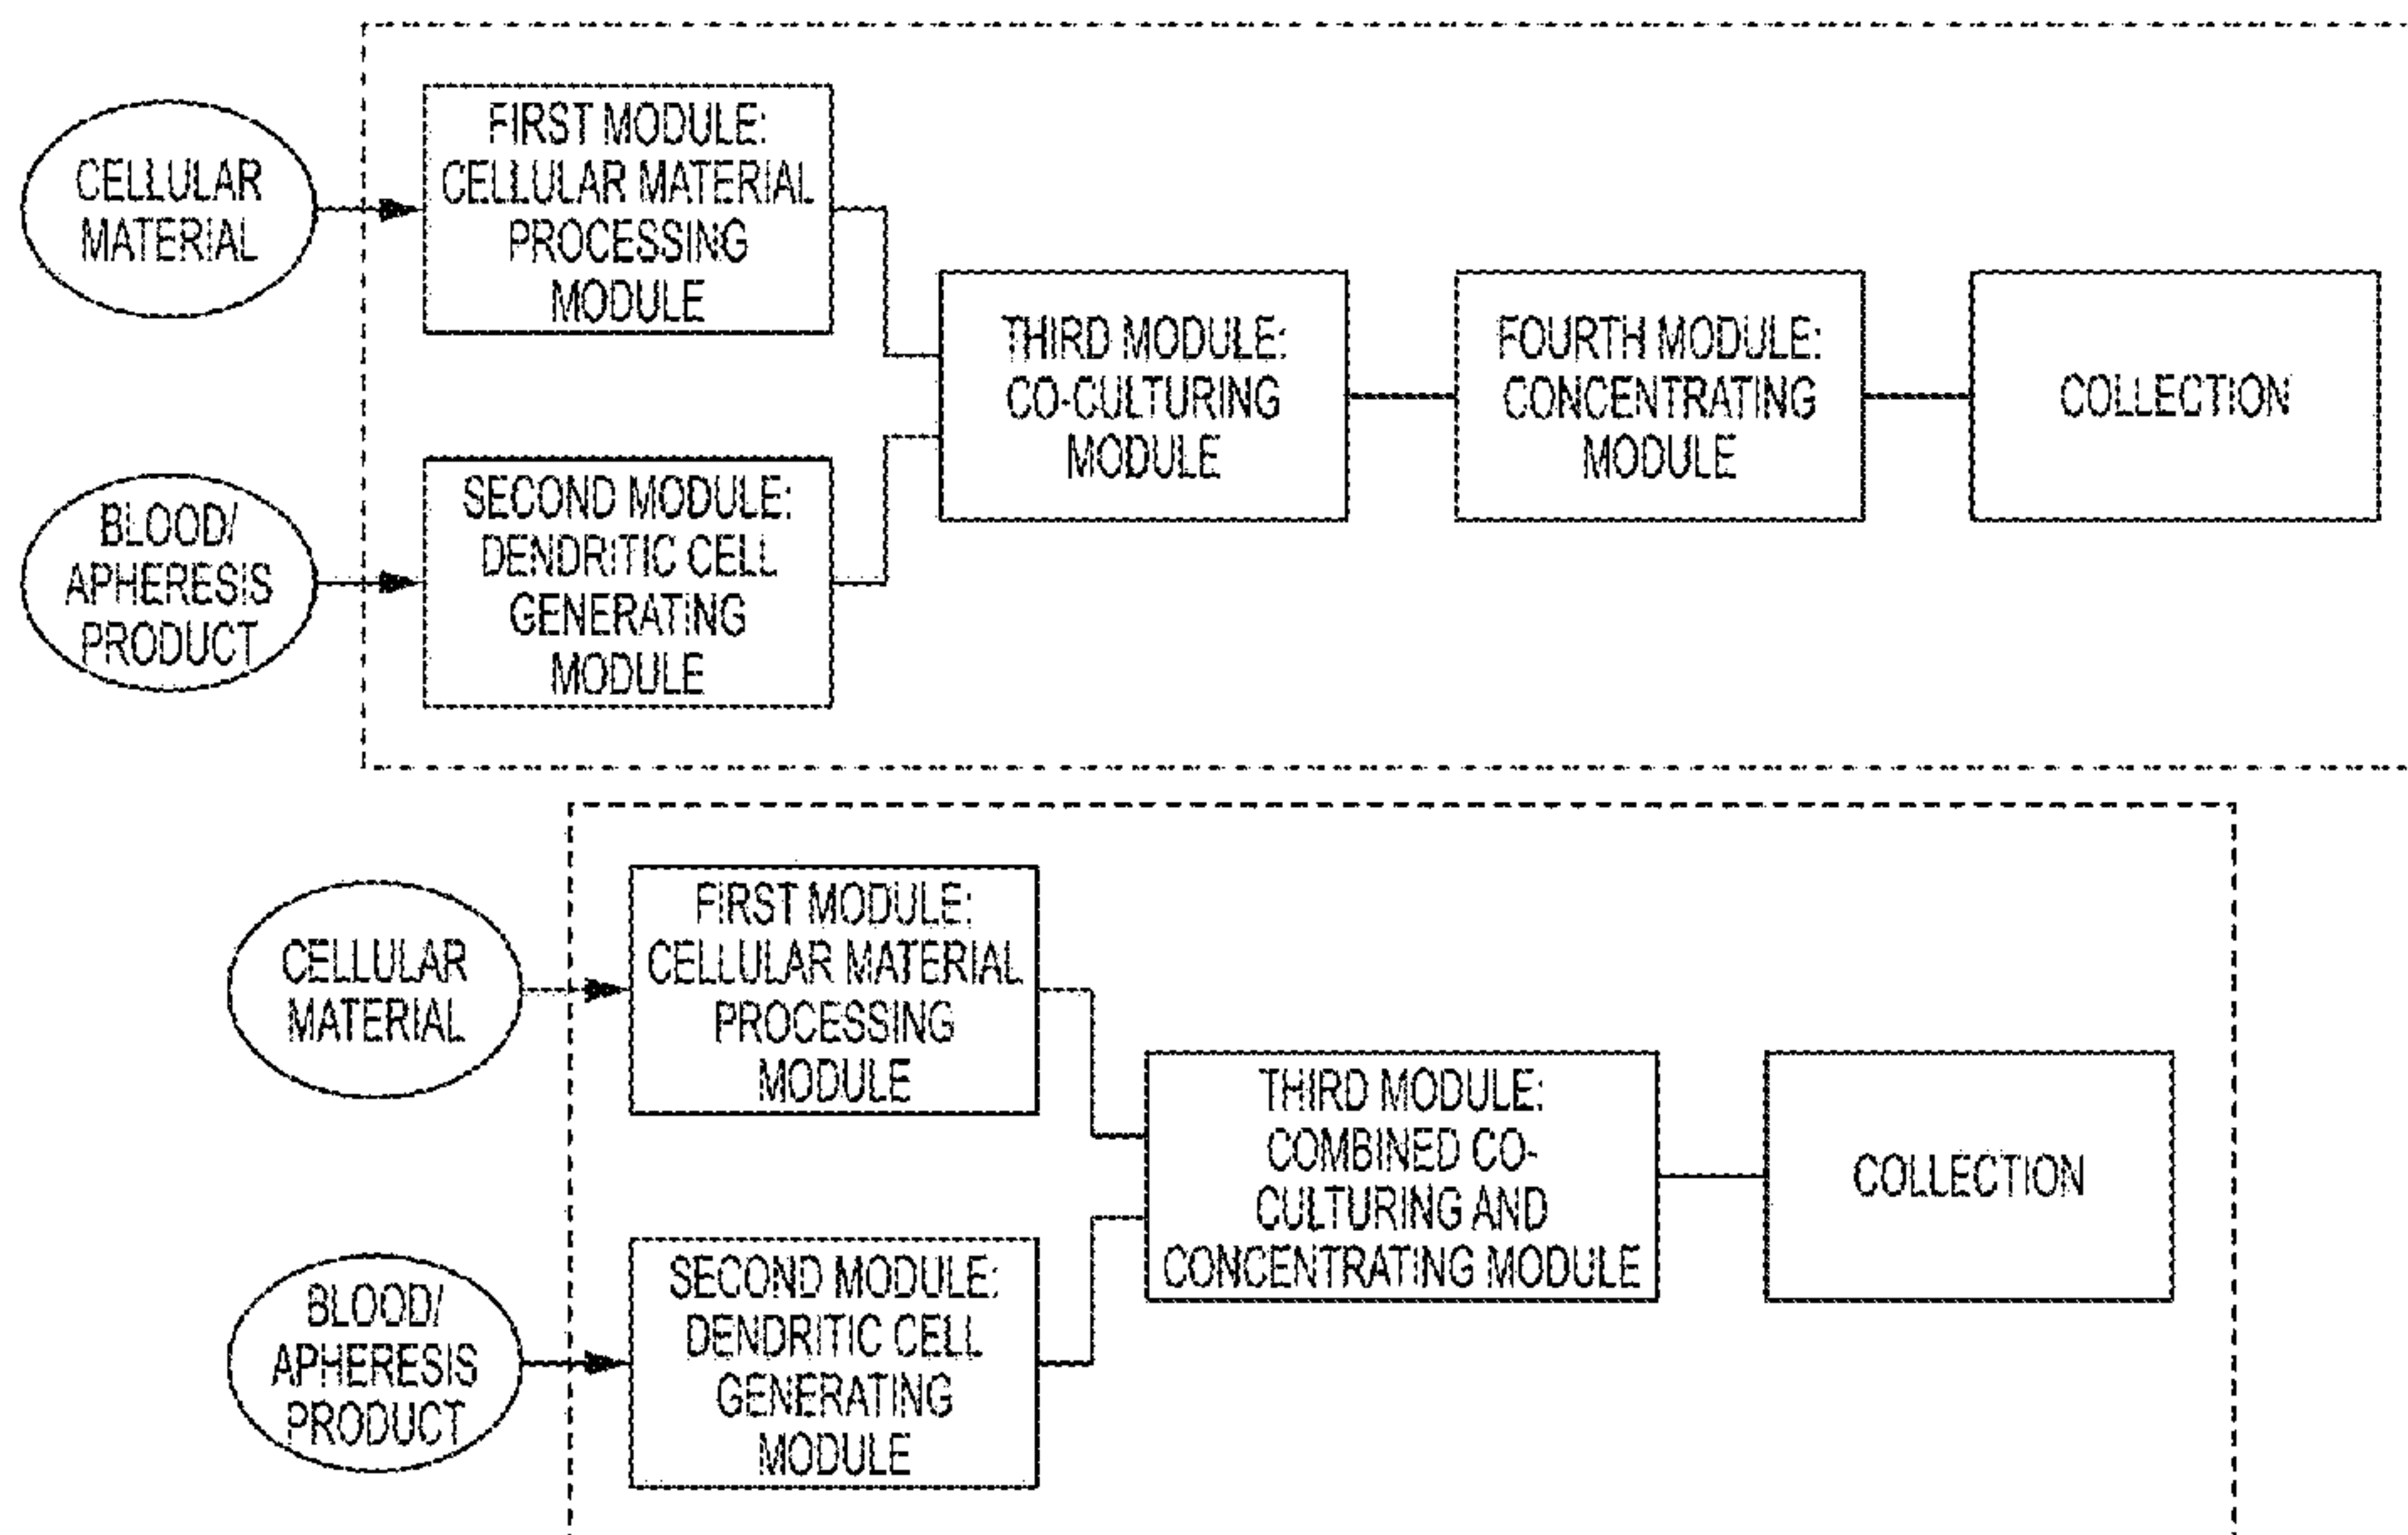 CELLULAR
MATERIAL
FIRST MODULE:
CELLULAR MATERIAL
PROCESSING
MODULE
BLOOD/
APHERESIS
PRODUCT
SECOND MODULE:
DENDRITIC CELL
GENERATING
MODULE
THIRD MODULE:
CO-CULTURING
MODULE
FOURTH MODULE:
CONCENTRATING
MODULE
COLLECTION
CELLULAR
MATERIAL
FIRST MODULE:
CELLULAR MATERIAL
PROCESSING
MODULE
BLOOD/
APHERESIS
PRODUCT
SECOND MODULE:
DENDRITIC CELL
GENERATING
MODULE
THIRD MODULE:
COMBINED CO-
CULTURING AND
CONCENTRATING MODULE
COLLECTION